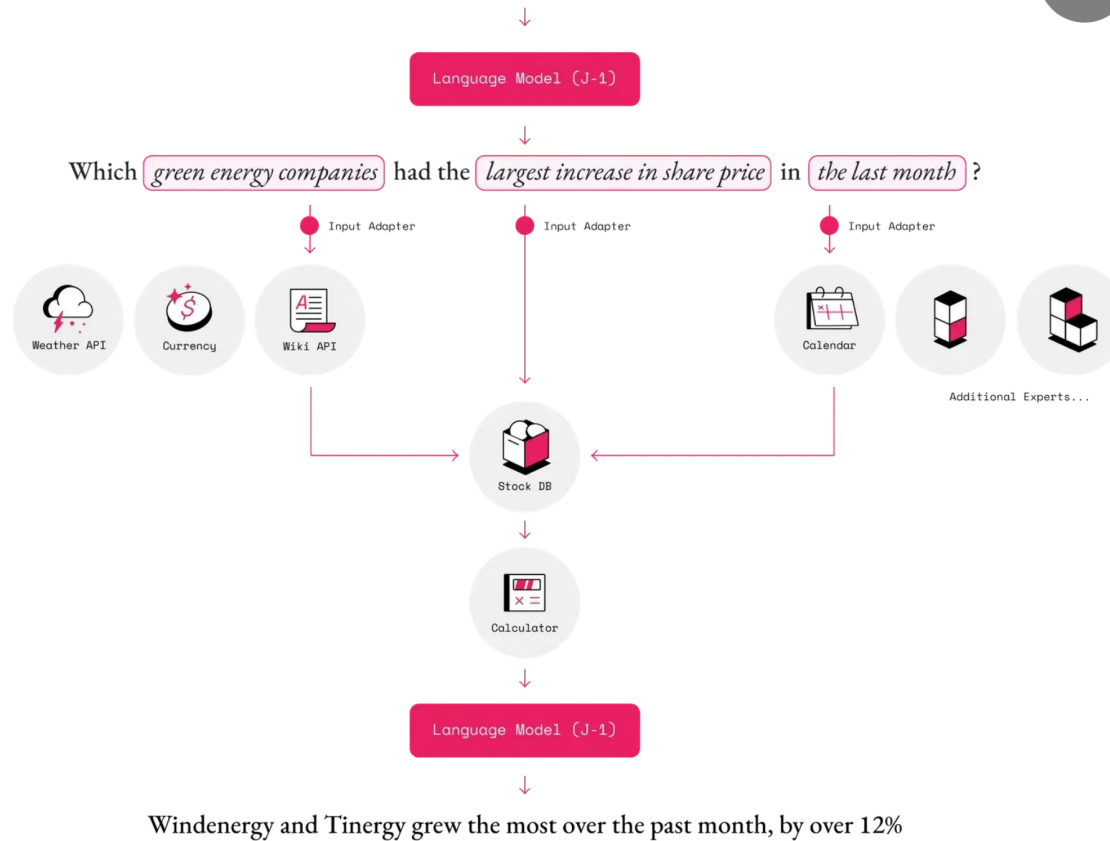 Language Model (J-1)
Which green energy companies had the largest increase in share price in the last month ?
Input Adapter
Input Adapter
Input Adapter
Weather API
Currency
Wiki API
Calendar
Additional Experts...
Stock DB
Calculator
Language Model (J-1)
Windenergy and Tinergy grew the most over the past month, by over 12%